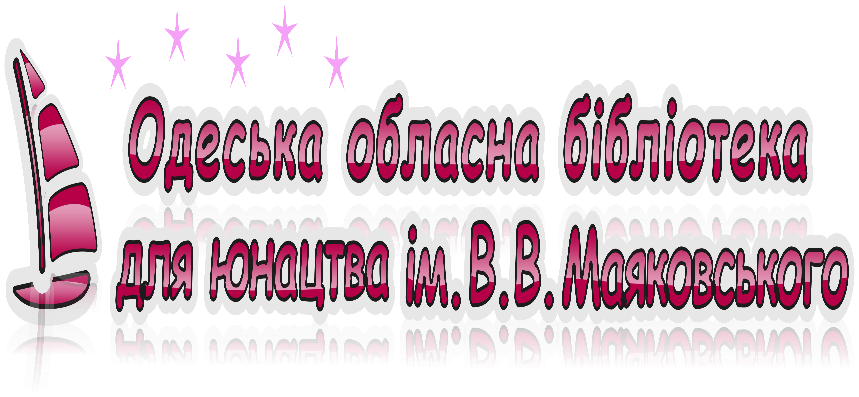 Одеська обласна бібліотека
для юнацтва ім.В.В.Маяковського